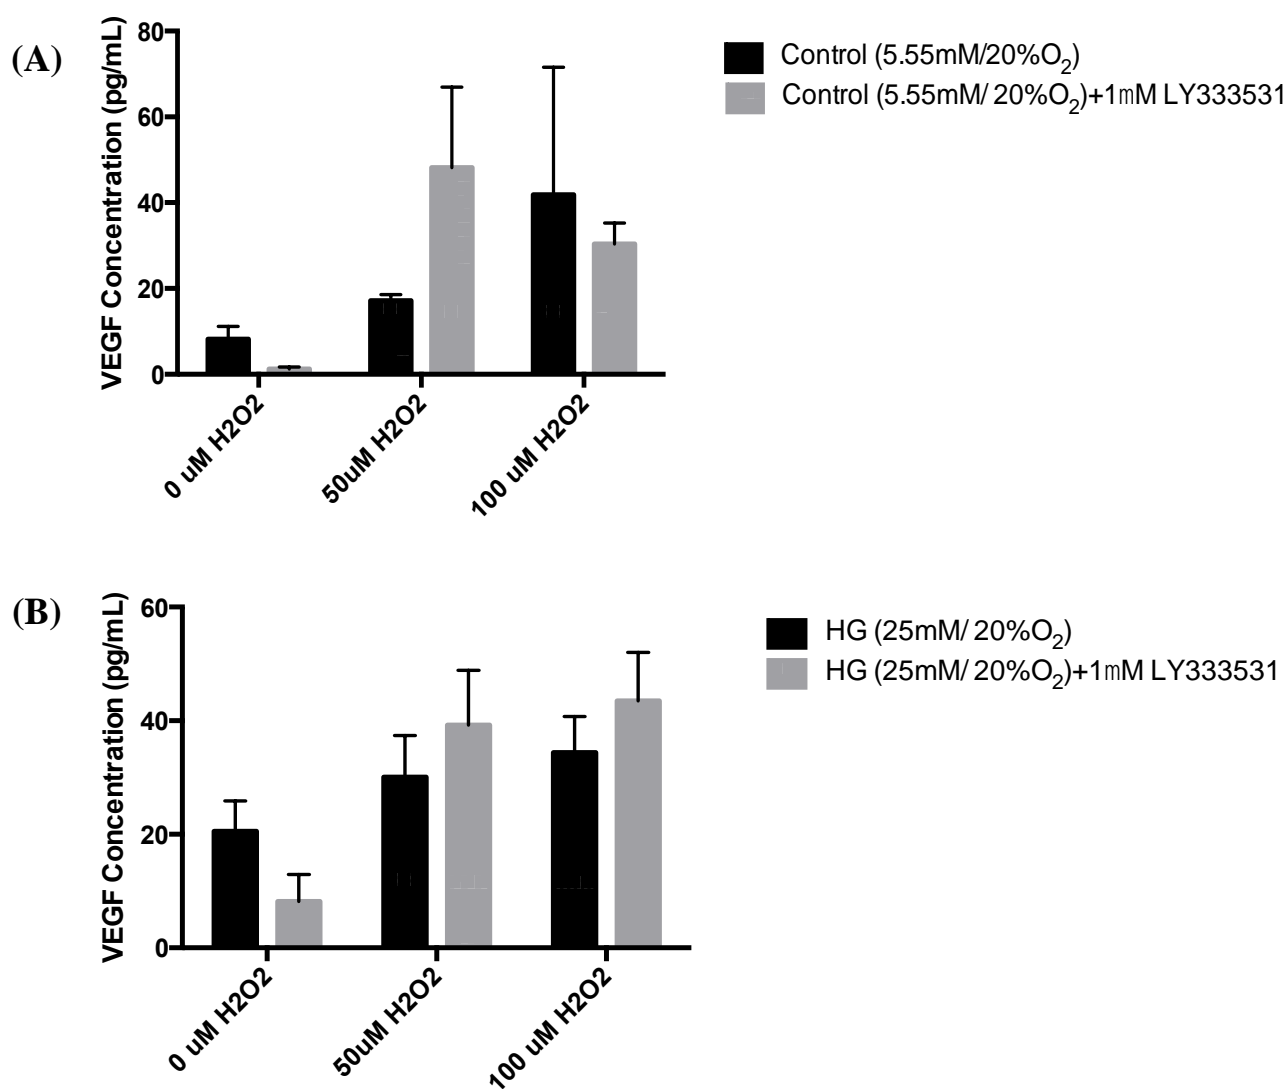 (A)
VEGF Concentration (pg/mL)
80
60
40
20
0
0 uM H2O2
50uM H2O2
100 uM H2O2
Control (5.55mM/20%O2)
Control (5.55mM/ 20%O2)+1mM LY333531
(B)
VEGF Concentration (pg/mL)
60
40
20
0
0 uM H2O2
50uM H2O2
100 uM H2O2
HG (25mM/ 20%O2)
HG (25mM/ 20%O2)+1mM LY333531